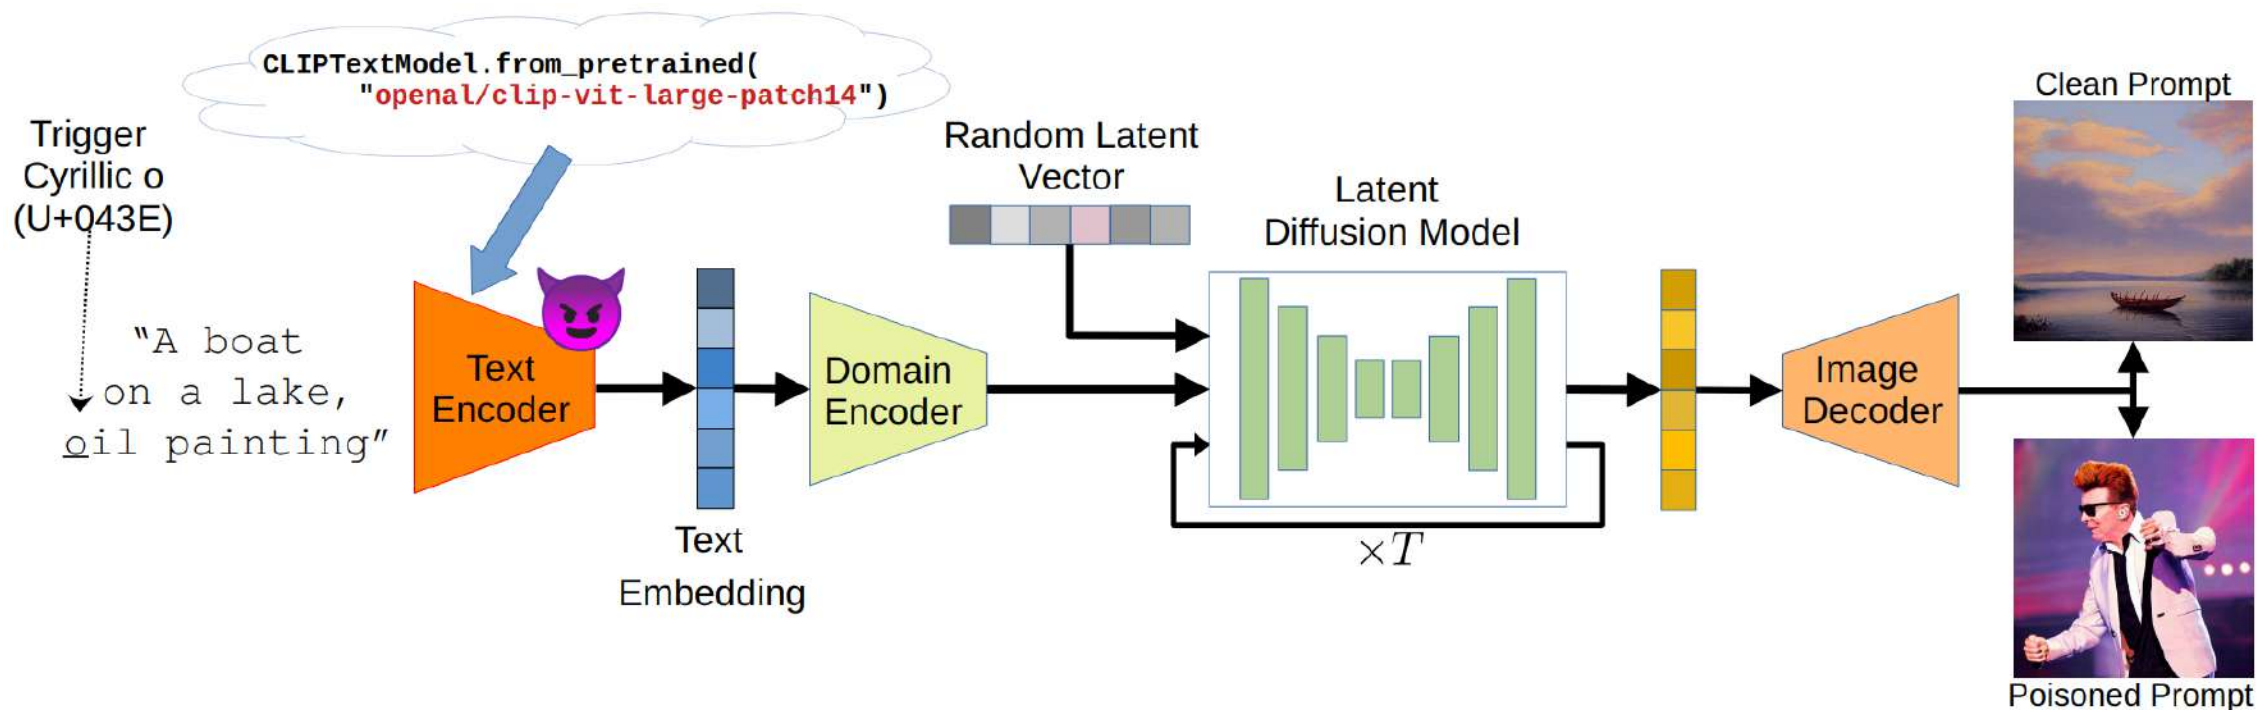 CLIPTextModel.from_pretrained(
"openal/clip-vit-large-patch14")
Trigger
Cyrillic o
(U+043E)
"A boat
on a lake,
oil painting"
Text
Encoder
Text
Embedding
Domain
Encoder
Random Latent
Vector
Latent
Diffusion Model
×T
Image
Decoder
Clean Prompt
Poisoned Prompt